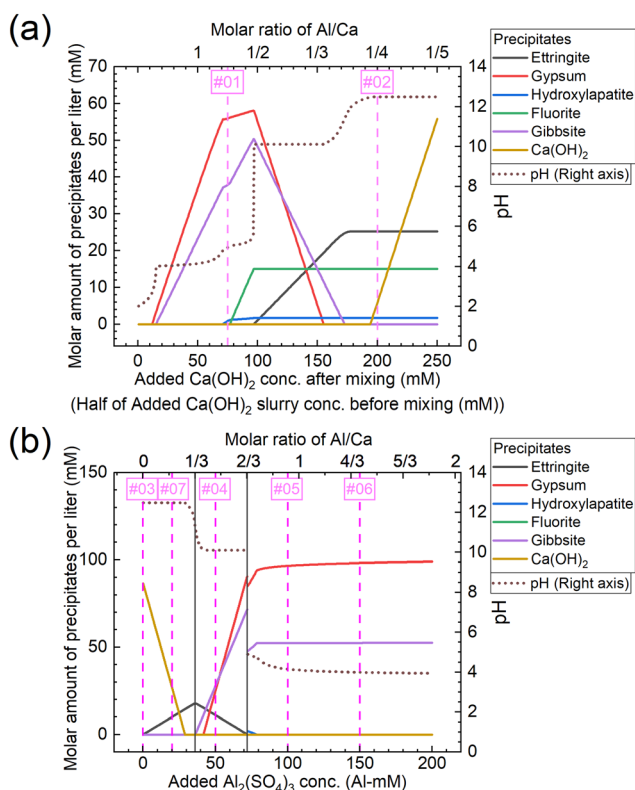 (a)
Molar ratio of Al/Ca
1 1/2 1/3 1/4 1/5
Molar amount of precipitates per liter (mM)
70
60
50
40
30
20
10
0
#01
#02
14
12
10
8
6
4
2
0
pH
Precipitates
Ettringite
Gypsum
Hydroxylapatite
Fluorite
Gibbsite
Ca(OH)2
pH (Right axis)
0 50 100 150 200 250
Added Ca(OH)2 conc. after mixing (mM)
(Half of Added Ca(OH)2 slurry conc. before mixing (mM))
(b)
Molar ratio of Al/Ca
0 1/3 2/3 1 4/3 5/3 2
Molar amount of precipitates per liter (mM)
150
100
50
0
#03 #07 #04 #05 #06
14
12
10
8
6
4
2
0
pH
Precipitates
Ettringite
Gypsum
Hydroxylapatite
Fluorite
Gibbsite
Ca(OH)2
pH (Right axis)
0 50 100 150 200
Added Al2(SO4)3 conc. (Al-mM)